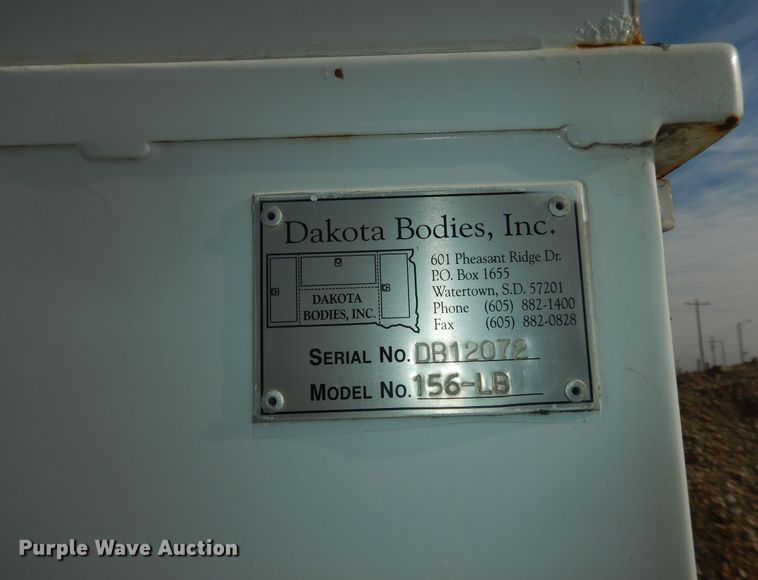 Dakota Bodies, Inc.
601 Pheasant Ridge Dr.
P.O. Box 1655
Watertown, S.D. 57201
Phone (605) 882-1400
Fax (605) 882-0828
DAKOTA
BODIES, INC.
SERIAL NO. DB12072
MODEL NO. 156-LB
Purple Wave Auction